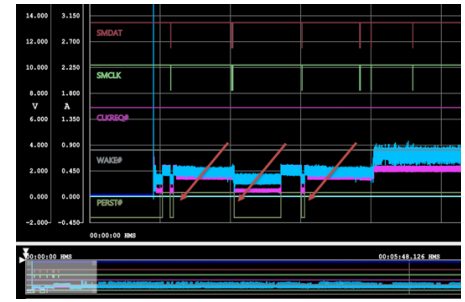 14.000 3.150
SMDAT
12.000 2.700
10.000 2.250
SMCLK
8.000 1.800
V A
CLKREQ#
6.000 1.350
4.000 0.900
WAKE#
2.000 0.450
0.000 0.000
PERST#
-2.000 -0.450
00:00:00 HMS
00:00:00 HMS 00:05:48.126 HMS